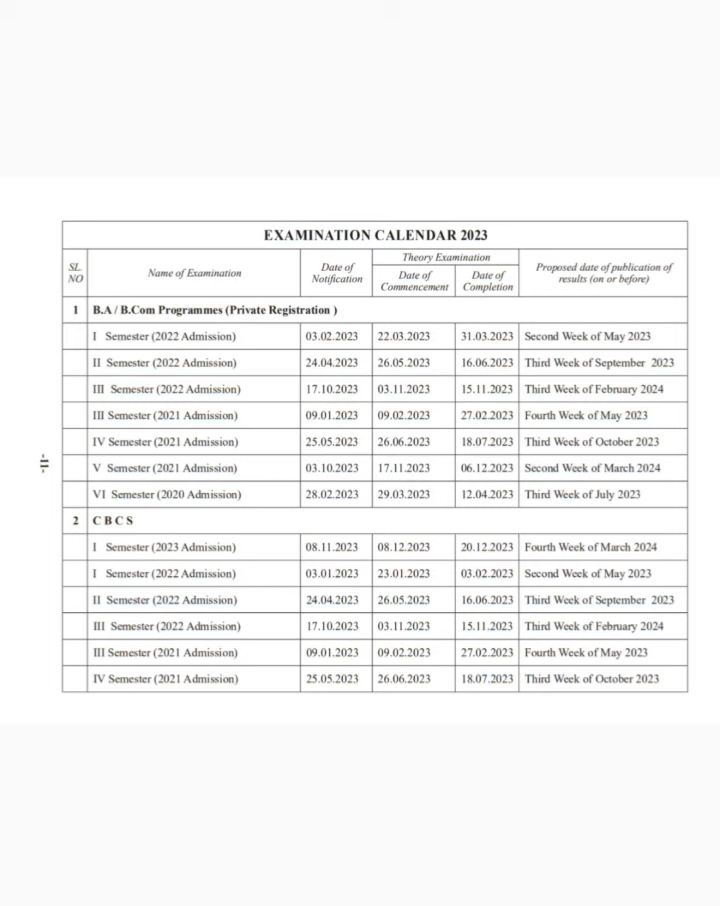 EXAMINATION CALENDAR 2023
SL. NO Name of Examination Date of Notification Theory Examination Date of Commencement Date of Completion Proposed date of publication of results (on or before)
1 B.A / B.Com Programmes (Private Registration )
I Semester (2022 Admission) 03.02.2023 22.03.2023 31.03.2023 Second Week of May 2023
II Semester (2022 Admission) 24.04.2023 26.05.2023 16.06.2023 Third Week of September 2023
III Semester (2022 Admission) 17.10.2023 03.11.2023 15.11.2023 Third Week of February 2024
III Semester (2021 Admission) 09.01.2023 09.02.2023 27.02.2023 Fourth Week of May 2023
IV Semester (2021 Admission) 25.05.2023 26.06.2023 18.07.2023 Third Week of October 2023
V Semester (2021 Admission) 03.10.2023 17.11.2023 06.12.2023 Second Week of March 2024
VI Semester (2020 Admission) 28.02.2023 29.03.2023 12.04.2023 Third Week of July 2023
2 C B C S
I Semester (2023 Admission) 08.11.2023 08.12.2023 20.12.2023 Fourth Week of March 2024
I Semester (2022 Admission) 03.01.2023 23.01.2023 03.02.2023 Second Week of May 2023
II Semester (2022 Admission) 24.04.2023 26.05.2023 16.06.2023 Third Week of September 2023
III Semester (2022 Admission) 17.10.2023 03.11.2023 15.11.2023 Third Week of February 2024
III Semester (2021 Admission) 09.01.2023 09.02.2023 27.02.2023 Fourth Week of May 2023
IV Semester (2021 Admission) 25.05.2023 26.06.2023 18.07.2023 Third Week of October 2023
-11-